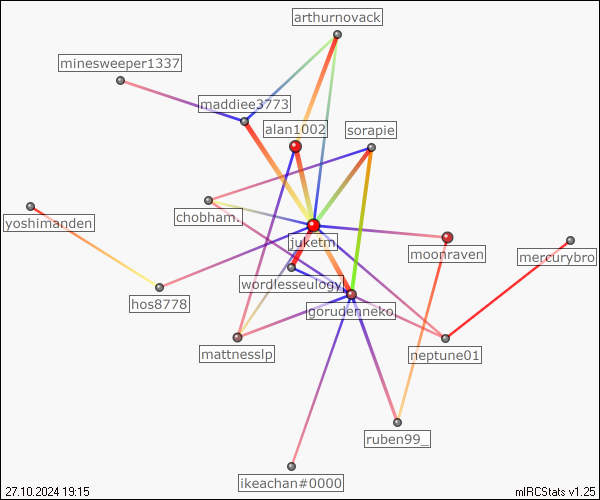 arthurnovack
minesweeper1337
maddiee3773
alan1002
sorapie
chobham.
yoshimanden
juketm
moonraven
mercurybro
wordlesseulogy
hos8778
gorudenneko
mattnesslp
neptune01
ruben99_
ikeachan#0000
27.10.2024 19:15
mIRCStats v1.25